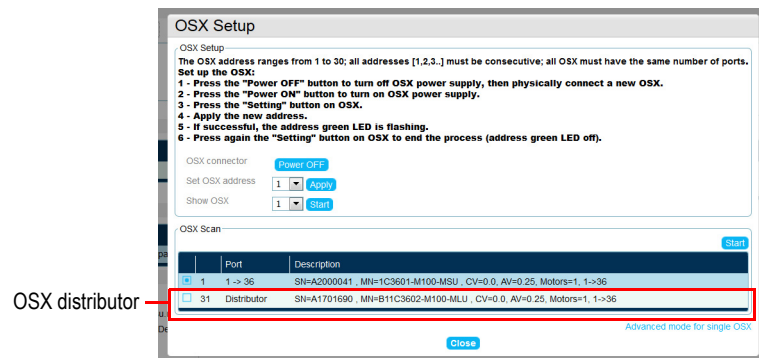 OSX Setup
OSX Setup
The OSX address ranges from 1 to 30; all addresses [1,2,3..] must be consecutive; all OSX must have the same number of ports.
Set up the OSX:
1 - Press the "Power OFF" button to turn off OSX power supply, then physically connect a new OSX.
2 - Press the "Power ON" button to turn on OSX power supply.
3 - Press the "Setting" button on OSX.
4 - Apply the new address.
5 - If successful, the address green LED is flashing.
6 - Press again the "Setting" button on OSX to end the process (address green LED off).
OSX connector Power OFF
Set OSX address 1 Apply
Show OSX 1 Start
OSX Scan
Start
Port Description
1 1 -> 36 SN=A2000041 , MN=1C3601-M100-MSU , CV=0.0, AV=0.25, Motors=1, 1->36
31 Distributor SN=A1701690 , MN=B11C3602-M100-MLU , CV=0.0, AV=0.25, Motors=1, 1->36
OSX distributor
Advanced mode for single OSX
Close